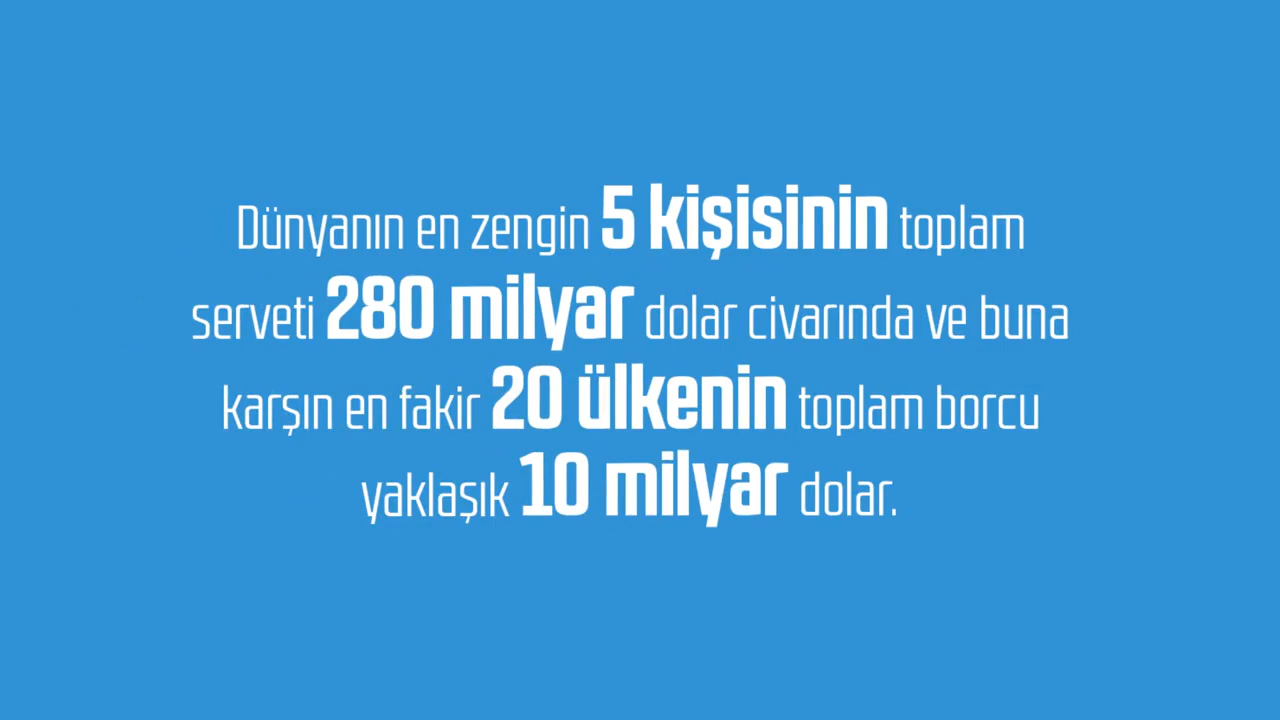 Dünyanın en zengin 5 kişisinin toplam
serveti 280 milyar dolar civarında ve buna
karşın en fakir 20 ülkenin toplam borcu
yaklaşık 10 milyar dolar.